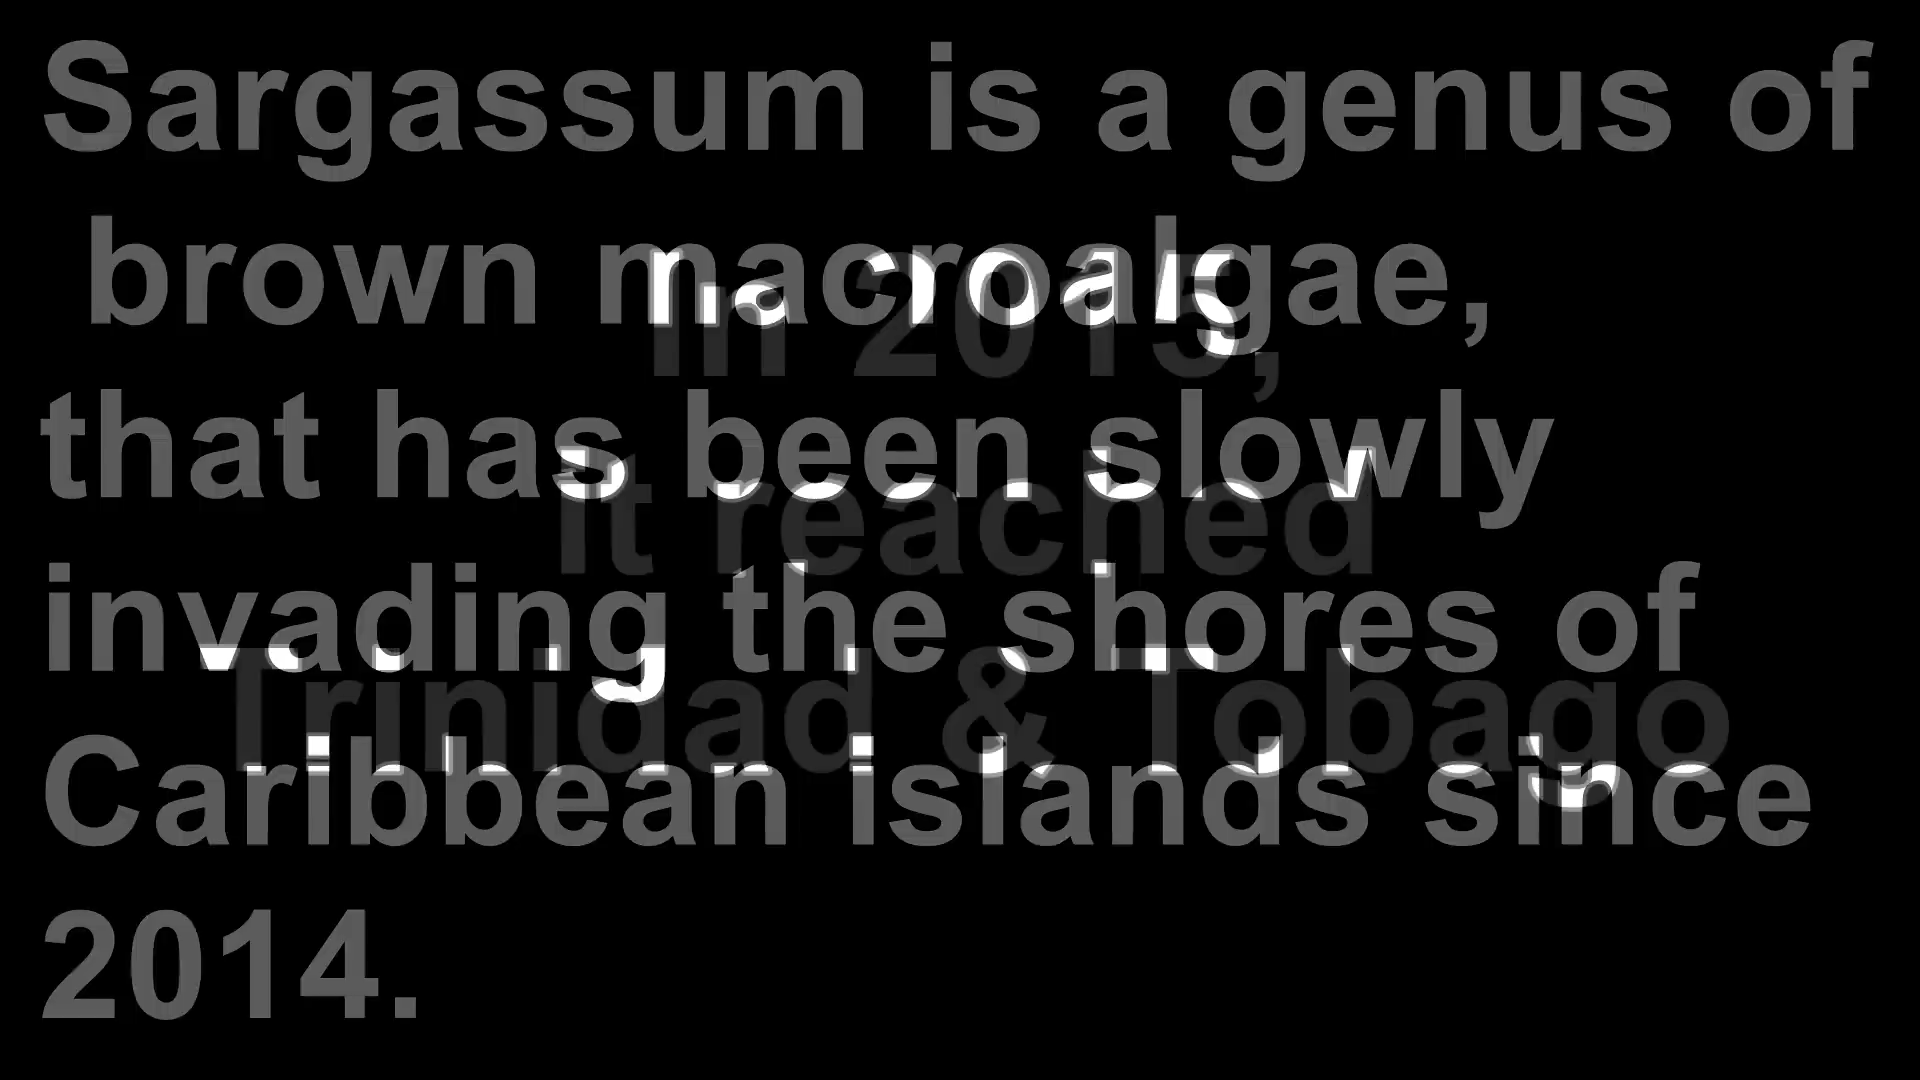 Sargassum is a genus of
brown macroalgae,
that has been slowly
invading the shores of
Caribbean islands since
2014.
In 2015,
It reached
Trinidad & Tobago